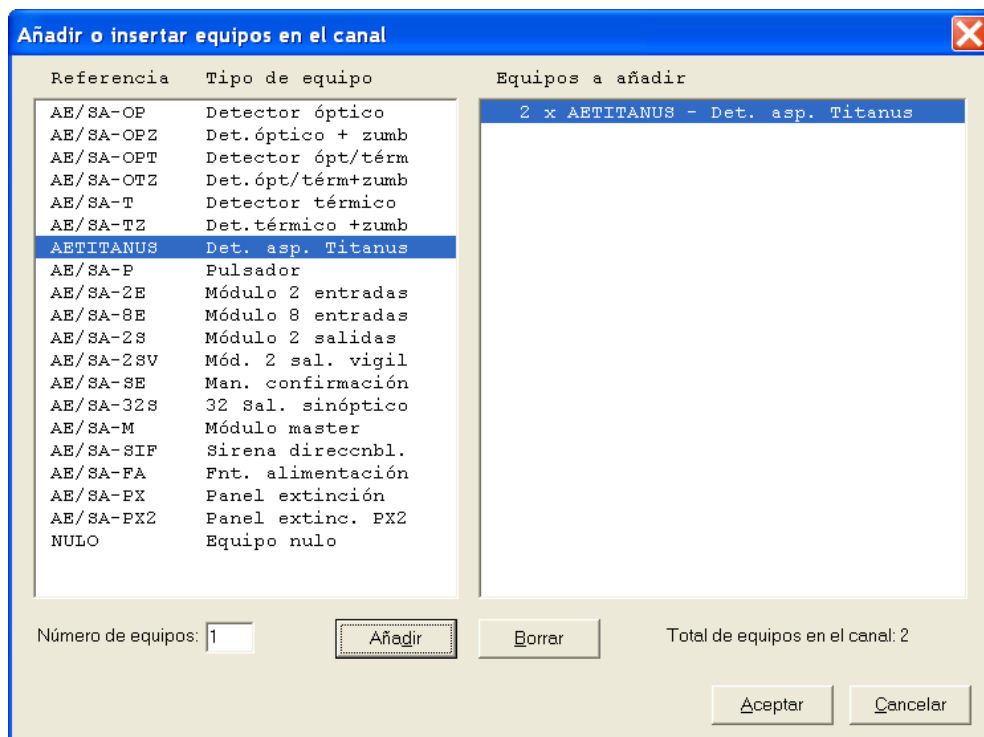 Añadir o insertar equipos en el canal
Referencia Tipo de equipo Equipos a añadir
AE/SA-OP Detector óptico
AE/SA-OPZ Det.óptico + zumb
AE/SA-OPT Detector ópt/térm
AE/SA-OTZ Det.ópt/térm+zumb
AE/SA-T Detector térmico
AE/SA-TZ Det.térmico +zumb
AETITANUS Det. asp. Titanus
AE/SA-P Pulsador
AE/SA-2E Módulo 2 entradas
AE/SA-8E Módulo 8 entradas
AE/SA-2S Módulo 2 salidas
AE/SA-2SV Mód. 2 sal. vigil
AE/SA-SE Man. confirmación
AE/SA-32S 32 Sal. sinóptico
AE/SA-M Módulo master
AE/SA-SIF Sirena direccnbl.
AE/SA-FA Fnt. alimentación
AE/SA-PX Panel extinción
AE/SA-PX2 Panel extinc. PX2
NULO Equipo nulo
2 x AETITANUS - Det. asp. Titanus
Número de equipos: 1 Añadir Borrar Total de equipos en el canal: 2
Aceptar Cancelar